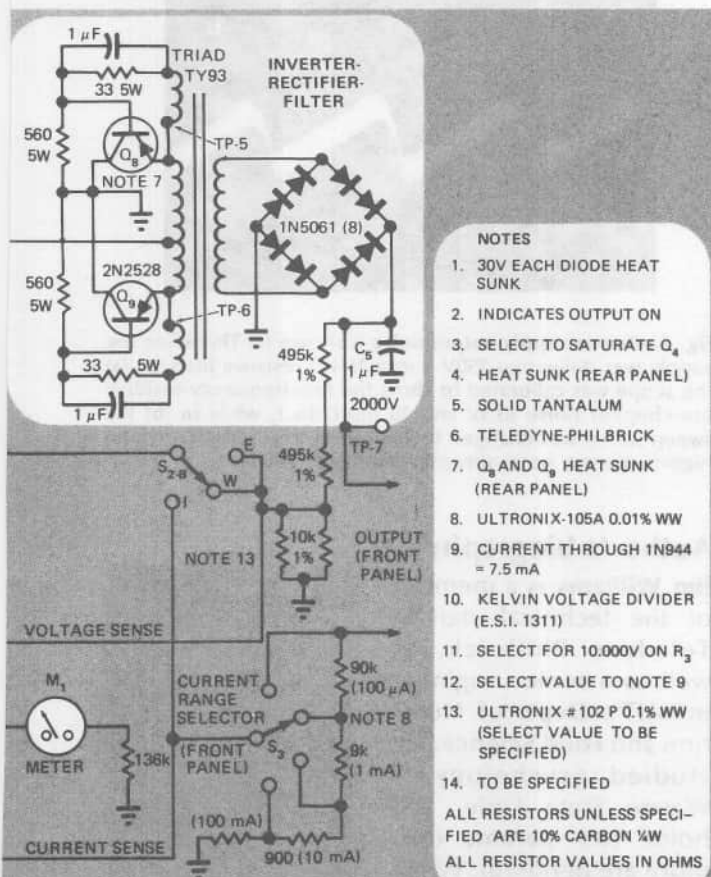 1 µF
TRIAD
TY93
INVERTER-
RECTIFIER-
FILTER
33 5W
TP-5
560
5W
Q8
NOTE 7
1N5061 (8)
560
5W
2N2528
Q9
TP-6
33 5W
1 µF
495k
1%
C5
1 µF
2000V
TP-7
495k
1%
S2-B
E
W
I
10k
1%
NOTE 13
OUTPUT
(FRONT
PANEL)
VOLTAGE SENSE
M1
METER
136k
CURRENT
RANGE
SELECTOR
(FRONT
PANEL)
S3
90k
(100 µA)
NOTE 8
9k
(1 mA)
(100 mA)
900 (10 mA)
CURRENT SENSE
NOTES
1. 30V EACH DIODE HEAT
SUNK
2. INDICATES OUTPUT ON
3. SELECT TO SATURATE Q4
4. HEAT SUNK (REAR PANEL)
5. SOLID TANTALUM
6. TELEDYNE-PHILBRICK
7. Q8 AND Q9 HEAT SUNK
(REAR PANEL)
8. ULTRONIX-105A 0.01% WW
9. CURRENT THROUGH 1N944
= 7.5 mA
10. KELVIN VOLTAGE DIVIDER
(E.S.I. 1311)
11. SELECT FOR 10.000V ON R3
12. SELECT VALUE TO NOTE 9
13. ULTRONIX + 102 P 0.1% WW
(SELECT VALUE TO BE
SPECIFIED)
14. TO BE SPECIFIED
ALL RESISTORS UNLESS SPECI-
FIED ARE 10% CARBON ¼W
ALL RESISTOR VALUES IN OHMS